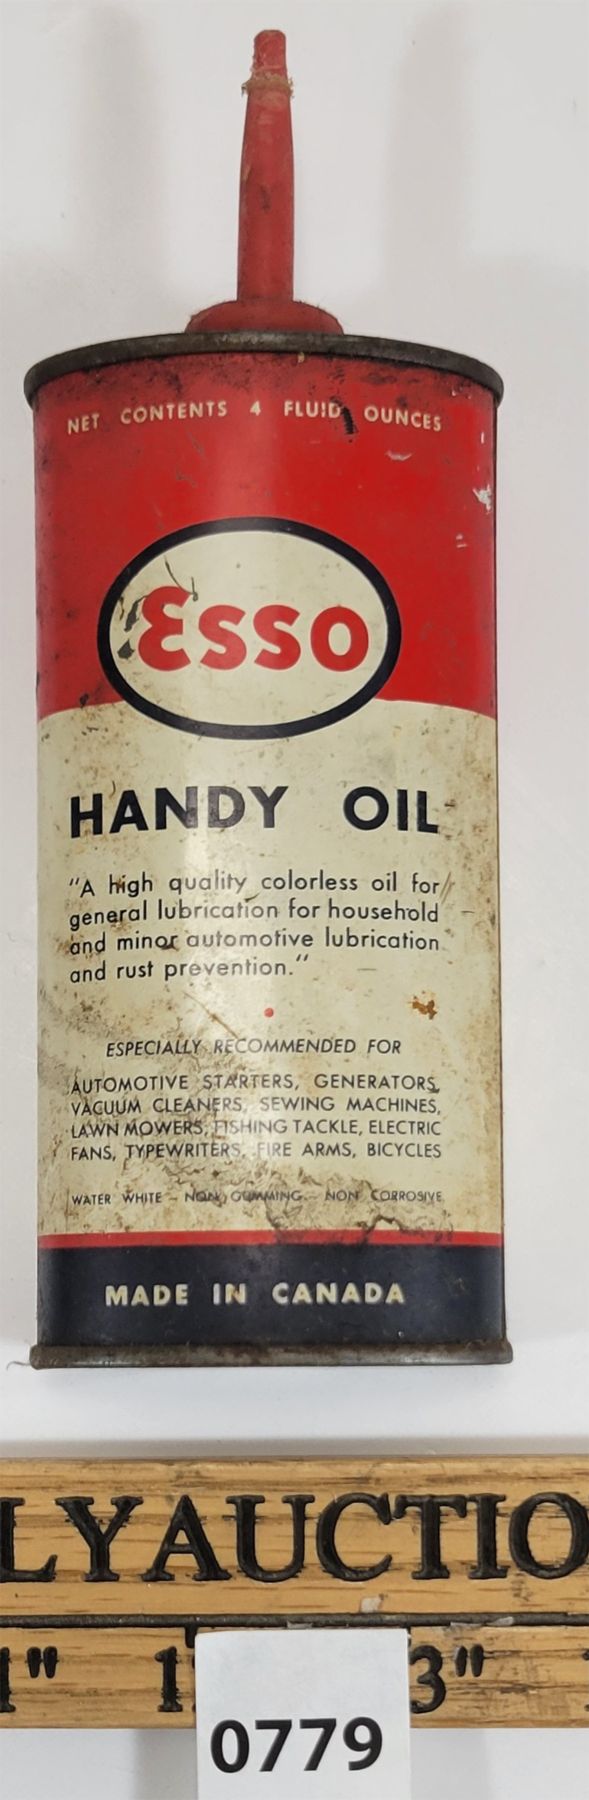 NET CONTENTS 4 FLUID OUNCES
Esso
HANDY OIL
"A high quality colorless oil for
general lubrication for household
and minor automotive lubrication
and rust prevention."
ESPECIALLY RECOMMENDED FOR
AUTOMOTIVE STARTERS, GENERATORS,
VACUUM CLEANERS, SEWING MACHINES,
LAWN MOWERS, FISHING TACKLE, ELECTRIC
FANS, TYPEWRITERS, FIRE ARMS, BICYCLES
WATER WHITE – NON GUMMING – NON CORROSIVE
MADE IN CANADA
LYAUCTIO
1" 3"
0779